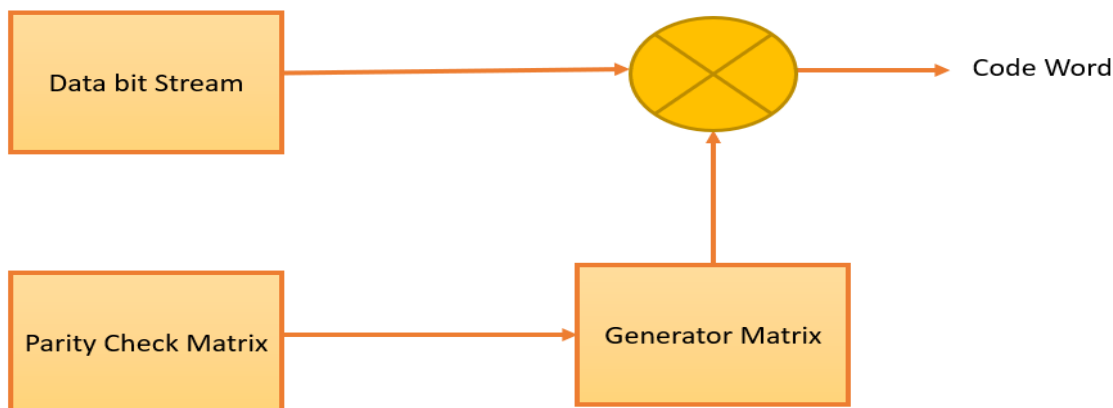 Data bit Stream
Code Word
Parity Check Matrix
Generator Matrix